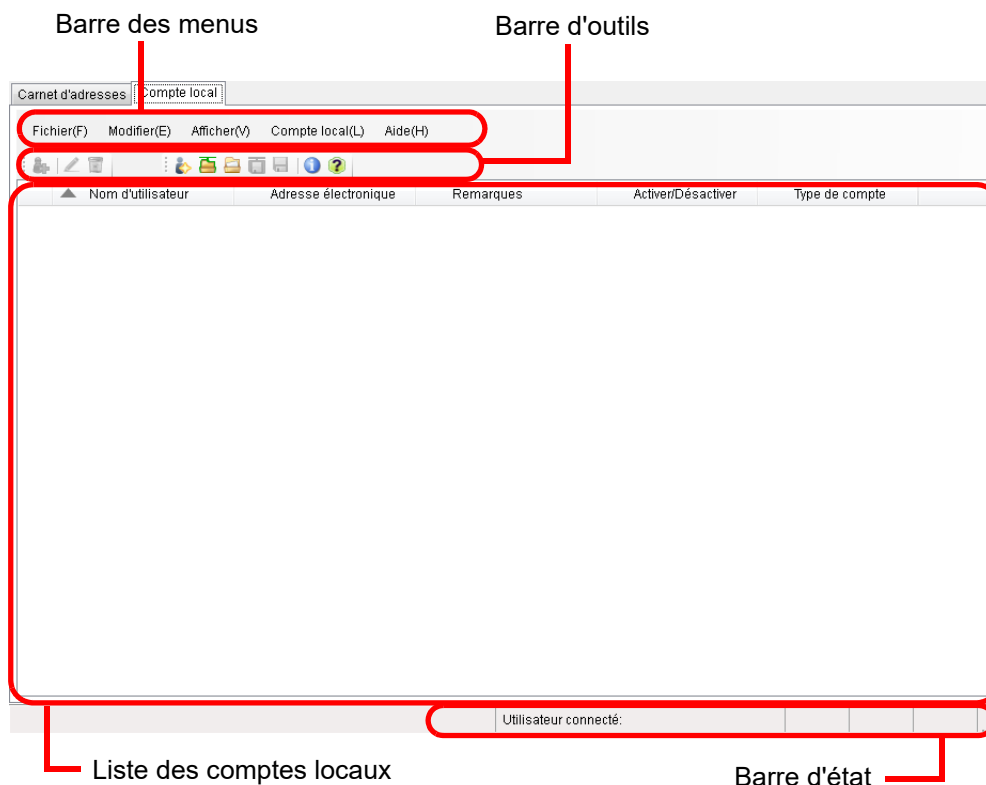 Barre des menus
Barre d'outils
Carnet d'adresses Compte local
Fichier(F) Modifier(E) Afficher(V) Compte local(L) Aide(H)
Nom d'utilisateur Adresse électronique Remarques Activer/Désactiver Type de compte
Utilisateur connecté:
Liste des comptes locaux
Barre d'état